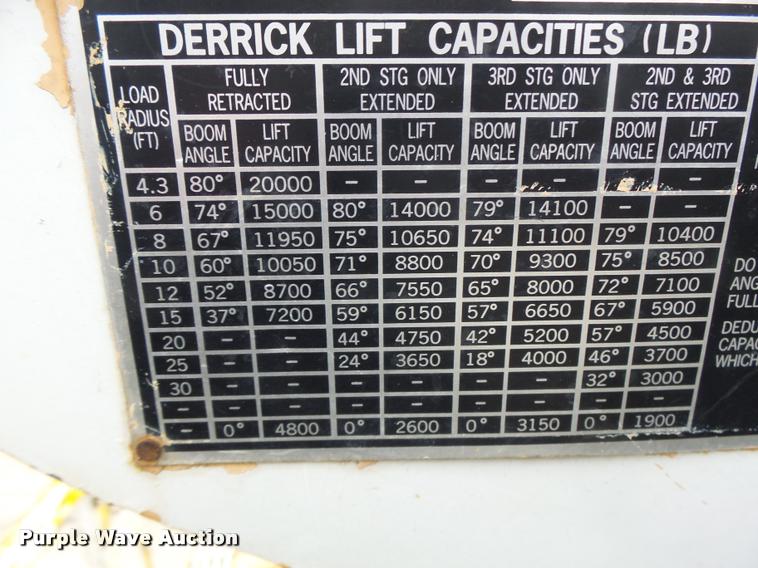 DERRICK LIFT CAPACITIES (LB)
LOAD RADIUS (FT) FULLY RETRACTED 2ND STG ONLY EXTENDED 3RD STG ONLY EXTENDED 2ND & 3RD STG EXTENDED
BOOM ANGLE LIFT CAPACITY BOOM ANGLE LIFT CAPACITY BOOM ANGLE LIFT CAPACITY BOOM ANGLE LIFT CAPACITY
4.3 80° 20000 – – – – – –
6 74° 15000 80° 14000 79° 14100 – –
8 67° 11950 75° 10650 74° 11100 79° 10400
10 60° 10050 71° 8800 70° 9300 75° 8500
12 52° 8700 66° 7550 65° 8000 72° 7100
15 37° 7200 59° 6150 57° 6650 67° 5900
20 – – 44° 4750 42° 5200 57° 4500
25 – – 24° 3650 18° 4000 46° 3700
30 – – – – – – 32° 3000
– – – – – – – – –
– 0° 4800 0° 2600 0° 3150 0° 1900
DO
ANG
FULL
DEDU
CAPAC
WHICH
Purple Wave Auction